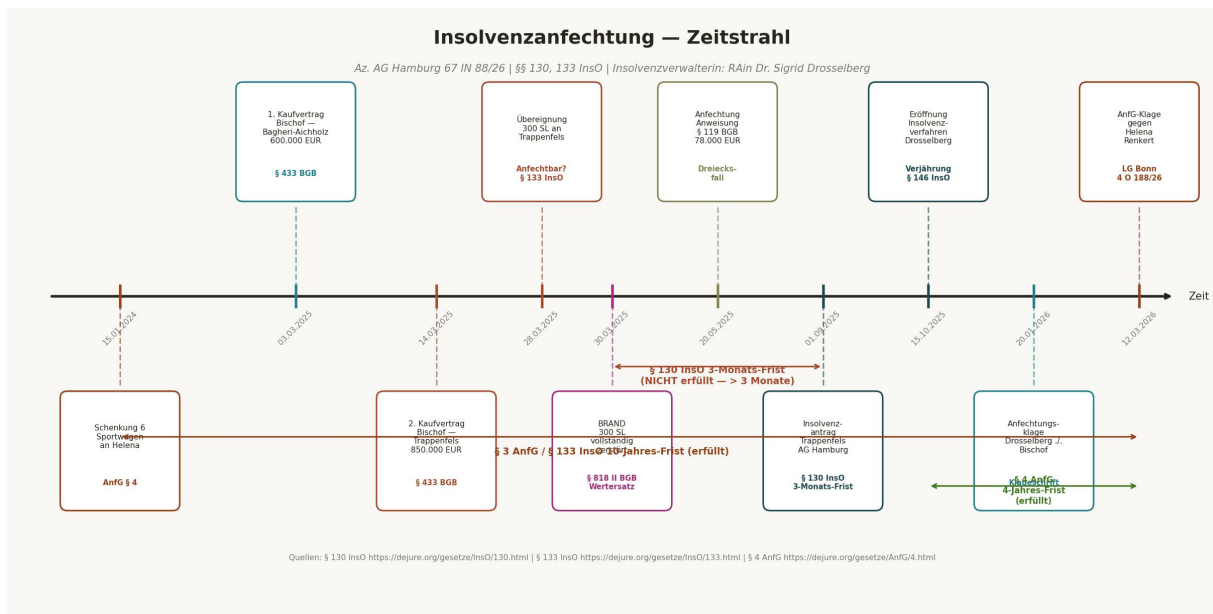 Insolvenzanfechtung — Zeitstrahl
Az. AG Hamburg 67 IN 88/26 | §§ 130, 133 InsO | Insolvenzverwalterin: RAin Dr. Sigrid Drosselberg
1. Kaufvertrag
Bischof —
Bagheri-Aichholz
600.000 EUR
§ 433 BGB
Übereignung
300 SL an
Trappenfels
Anfechtbar?
§ 133 InsO
Anfechtung
Anweisung
§ 119 BGB
78.000 EUR
Dreiecks-
fall
Eröffnung
Insolvenz-
verfahren
Drosselberg
Verjährung
§ 146 InsO
AnfG-Klage
gegen
Helena
Renkert
LG Bonn
4 O 188/26
Zeit
15.01.2024
03.03.2025
14.03.2025
28.03.2025
30.03.2025
20.05.2025
01.09.2025
15.10.2025
20.01.2026
12.03.2026
§ 130 InsO 3-Monats-Frist
(NICHT erfüllt — > 3 Monate)
Schenkung 6
Sportwagen
an Helena
AnfG § 4
2. Kaufvertrag
Bischof —
Trappenfels
850.000 EUR
§ 433 BGB
BRAND
300 SL
vollständig
§ 818 II BGB
Wertersatz
Insolvenz-
antrag
Trappenfels
AG Hamburg
§ 130 InsO
3-Monats-Frist
Anfechtungs-
klage
Drosselberg ./.
Bischof
Klageschrift
§ 3 AnfG / § 133 InsO 10-Jahres-Frist (erfüllt)
§ 4 AnfG
4-Jahres-Frist
(erfüllt)
Quellen: § 130 InsO https://dejure.org/gesetze/InsO/130.html | § 133 InsO https://dejure.org/gesetze/InsO/133.html | § 4 AnfG https://dejure.org/gesetze/AnfG/4.html